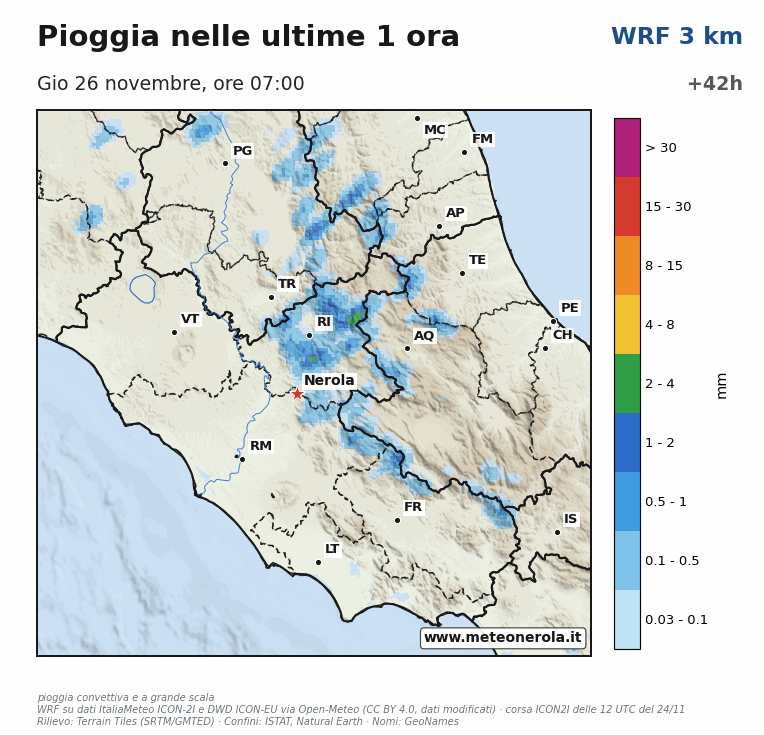 Pioggia nelle ultime 1 ora
WRF 3 km
Gio 26 novembre, ore 07:00
+42h
MC
FM
PG
AP
TE
TR
PE
VT
RI
CH
AQ
Nerola
RM
FR
IS
LT
www.meteonerola.it
> 30
15 - 30
8 - 15
4 - 8
2 - 4
1 - 2
0.5 - 1
0.1 - 0.5
0.03 - 0.1
mm
pioggia convettiva e a grande scala
WRF su dati ItaliaMeteo ICON-2I e DWD ICON-EU via Open-Meteo (CC BY 4.0, dati modificati) · corsa ICON2I delle 12 UTC del 24/11
Rilievo: Terrain Tiles (SRTM/GMTED) · Confini: ISTAT, Natural Earth · Nomi: GeoNames